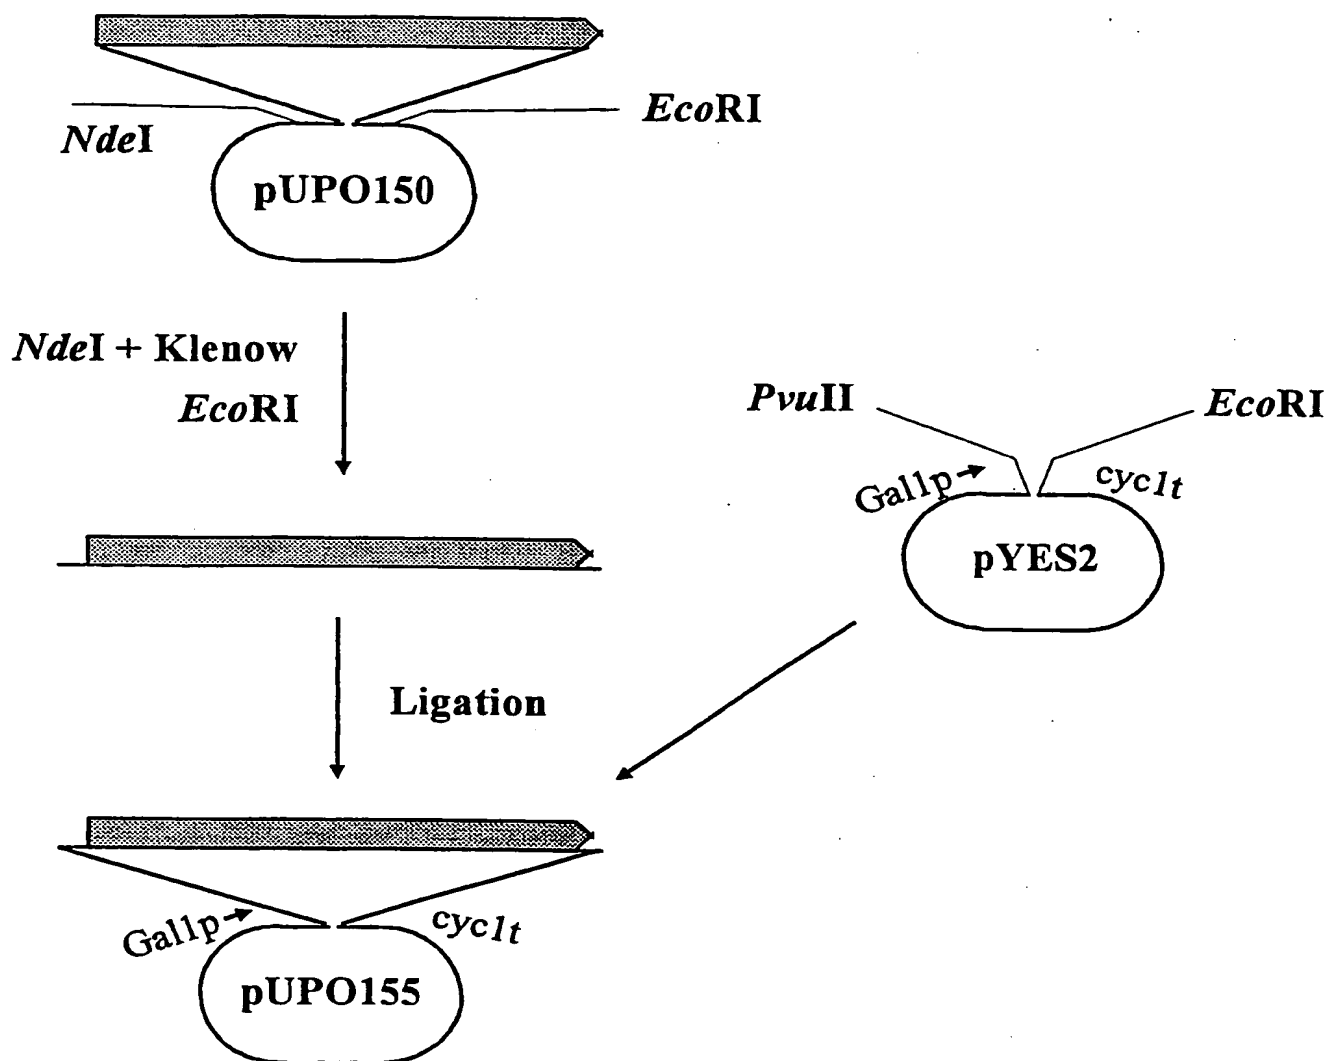 NdeI
EcoRI
pUPO150
NdeI + Klenow
EcoRI
PvuII
EcoRI
Gal1p
cyc1t
pYES2
Ligation
Gal1p
cyc1t
pUPO155